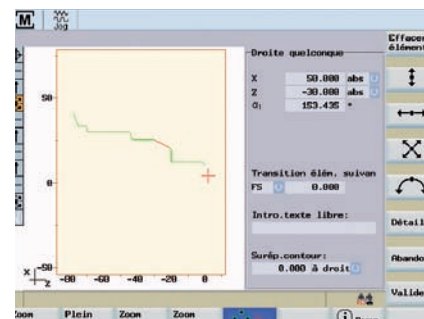 M
Jog
Effacer
élément
Droite quelconque
X 50.000 abs
Z -30.000 abs
α: 153.435 °
50
0
-50
X
Z
-80 -60 -40 -20 0
Transition élém. suivan
FS 0.000
Intro.texte libre:
Surép.contour:
0.000 à droit
Détail
Abando
Valide
Zoom Plein Zoom Zoom